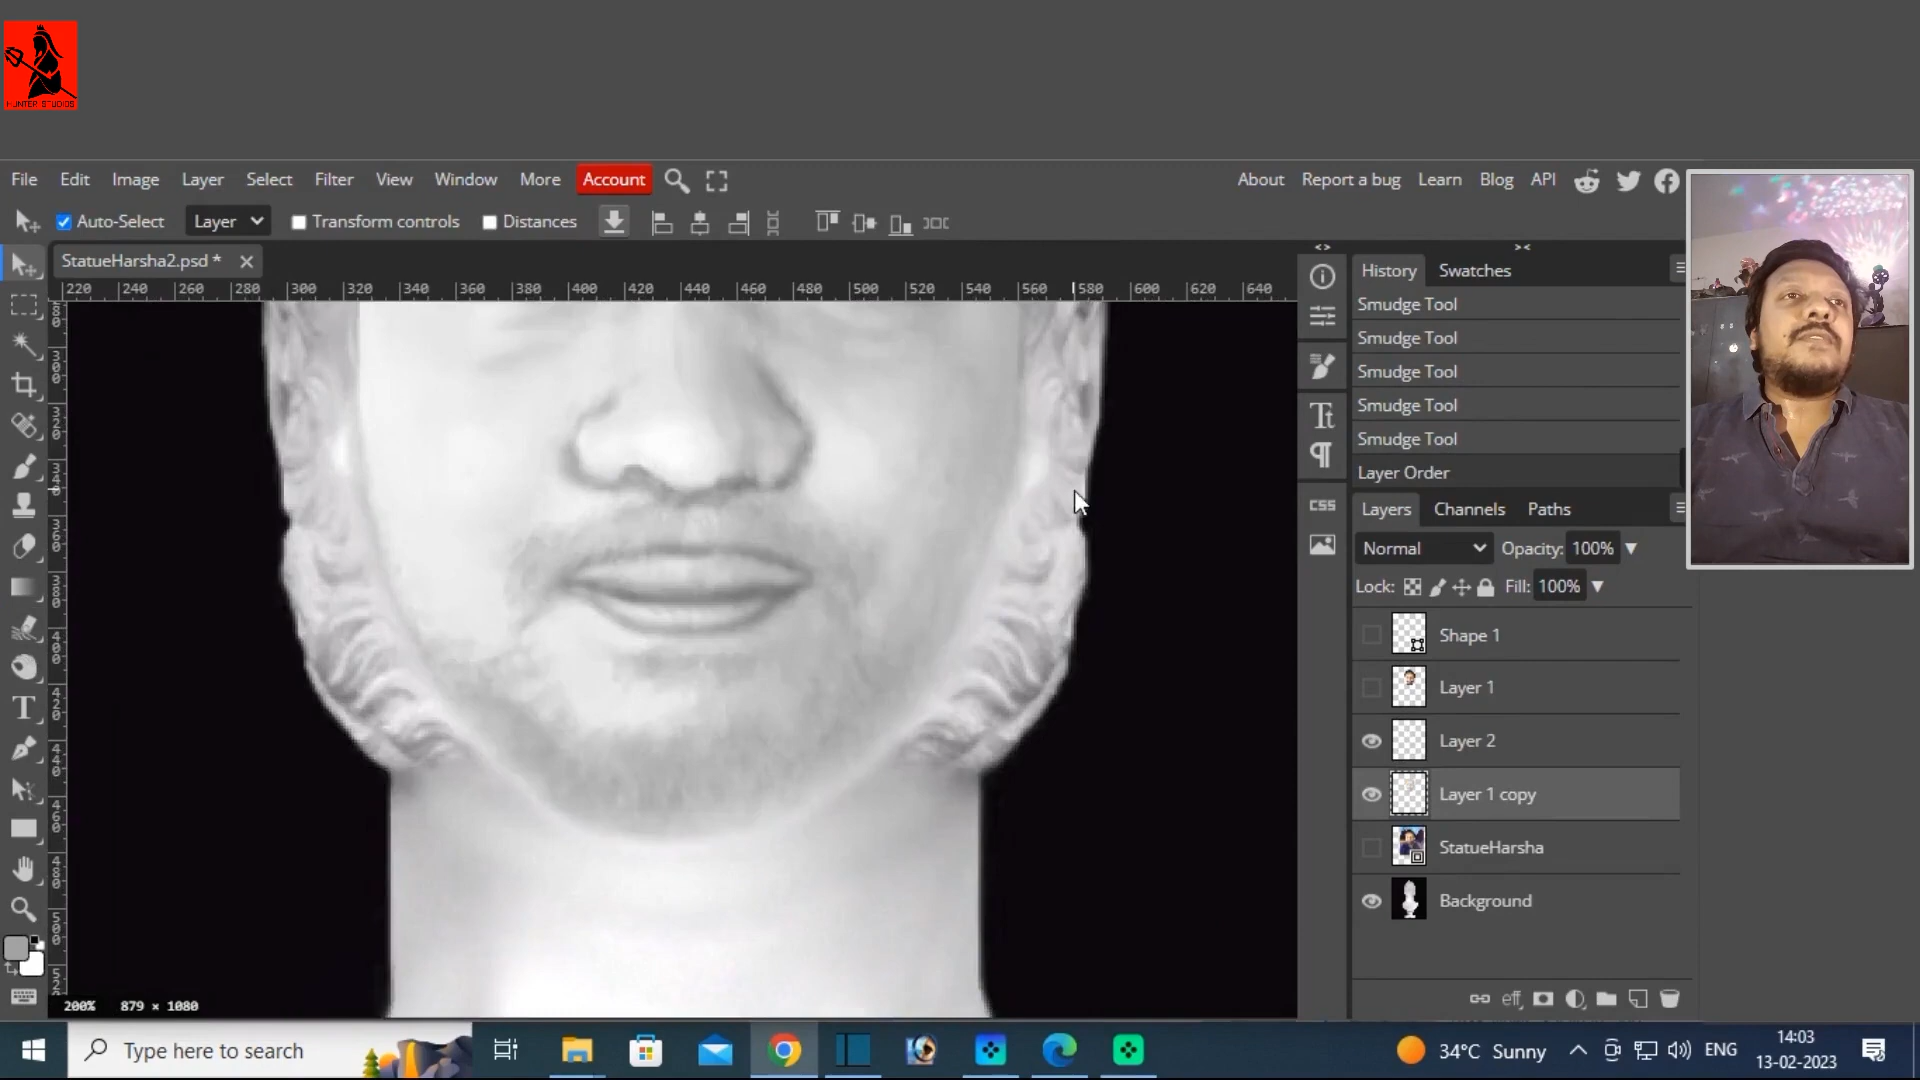 HUNTER STUDIOS
File Edit Image Layer Select Filter View Window More Account About Report a bug Learn Blog API
Auto-Select Layer Transform controls Distances
StatueHarsha2.psd *
220 240 260 280 300 320 340 360 380 400 420 440 460 480 500 520 540 560 580 600 620 640
History Swatches
Smudge Tool
Smudge Tool
Smudge Tool
Smudge Tool
Smudge Tool
Layer Order
CSS
Layers Channels Paths
Normal Opacity: 100%
Lock: Fill: 100%
Shape 1
Layer 1
Layer 2
Layer 1 copy
StatueHarsha
Background
eff
200% 879 × 1080
Type here to search
34°C Sunny
ENG
14:03
13-02-2023